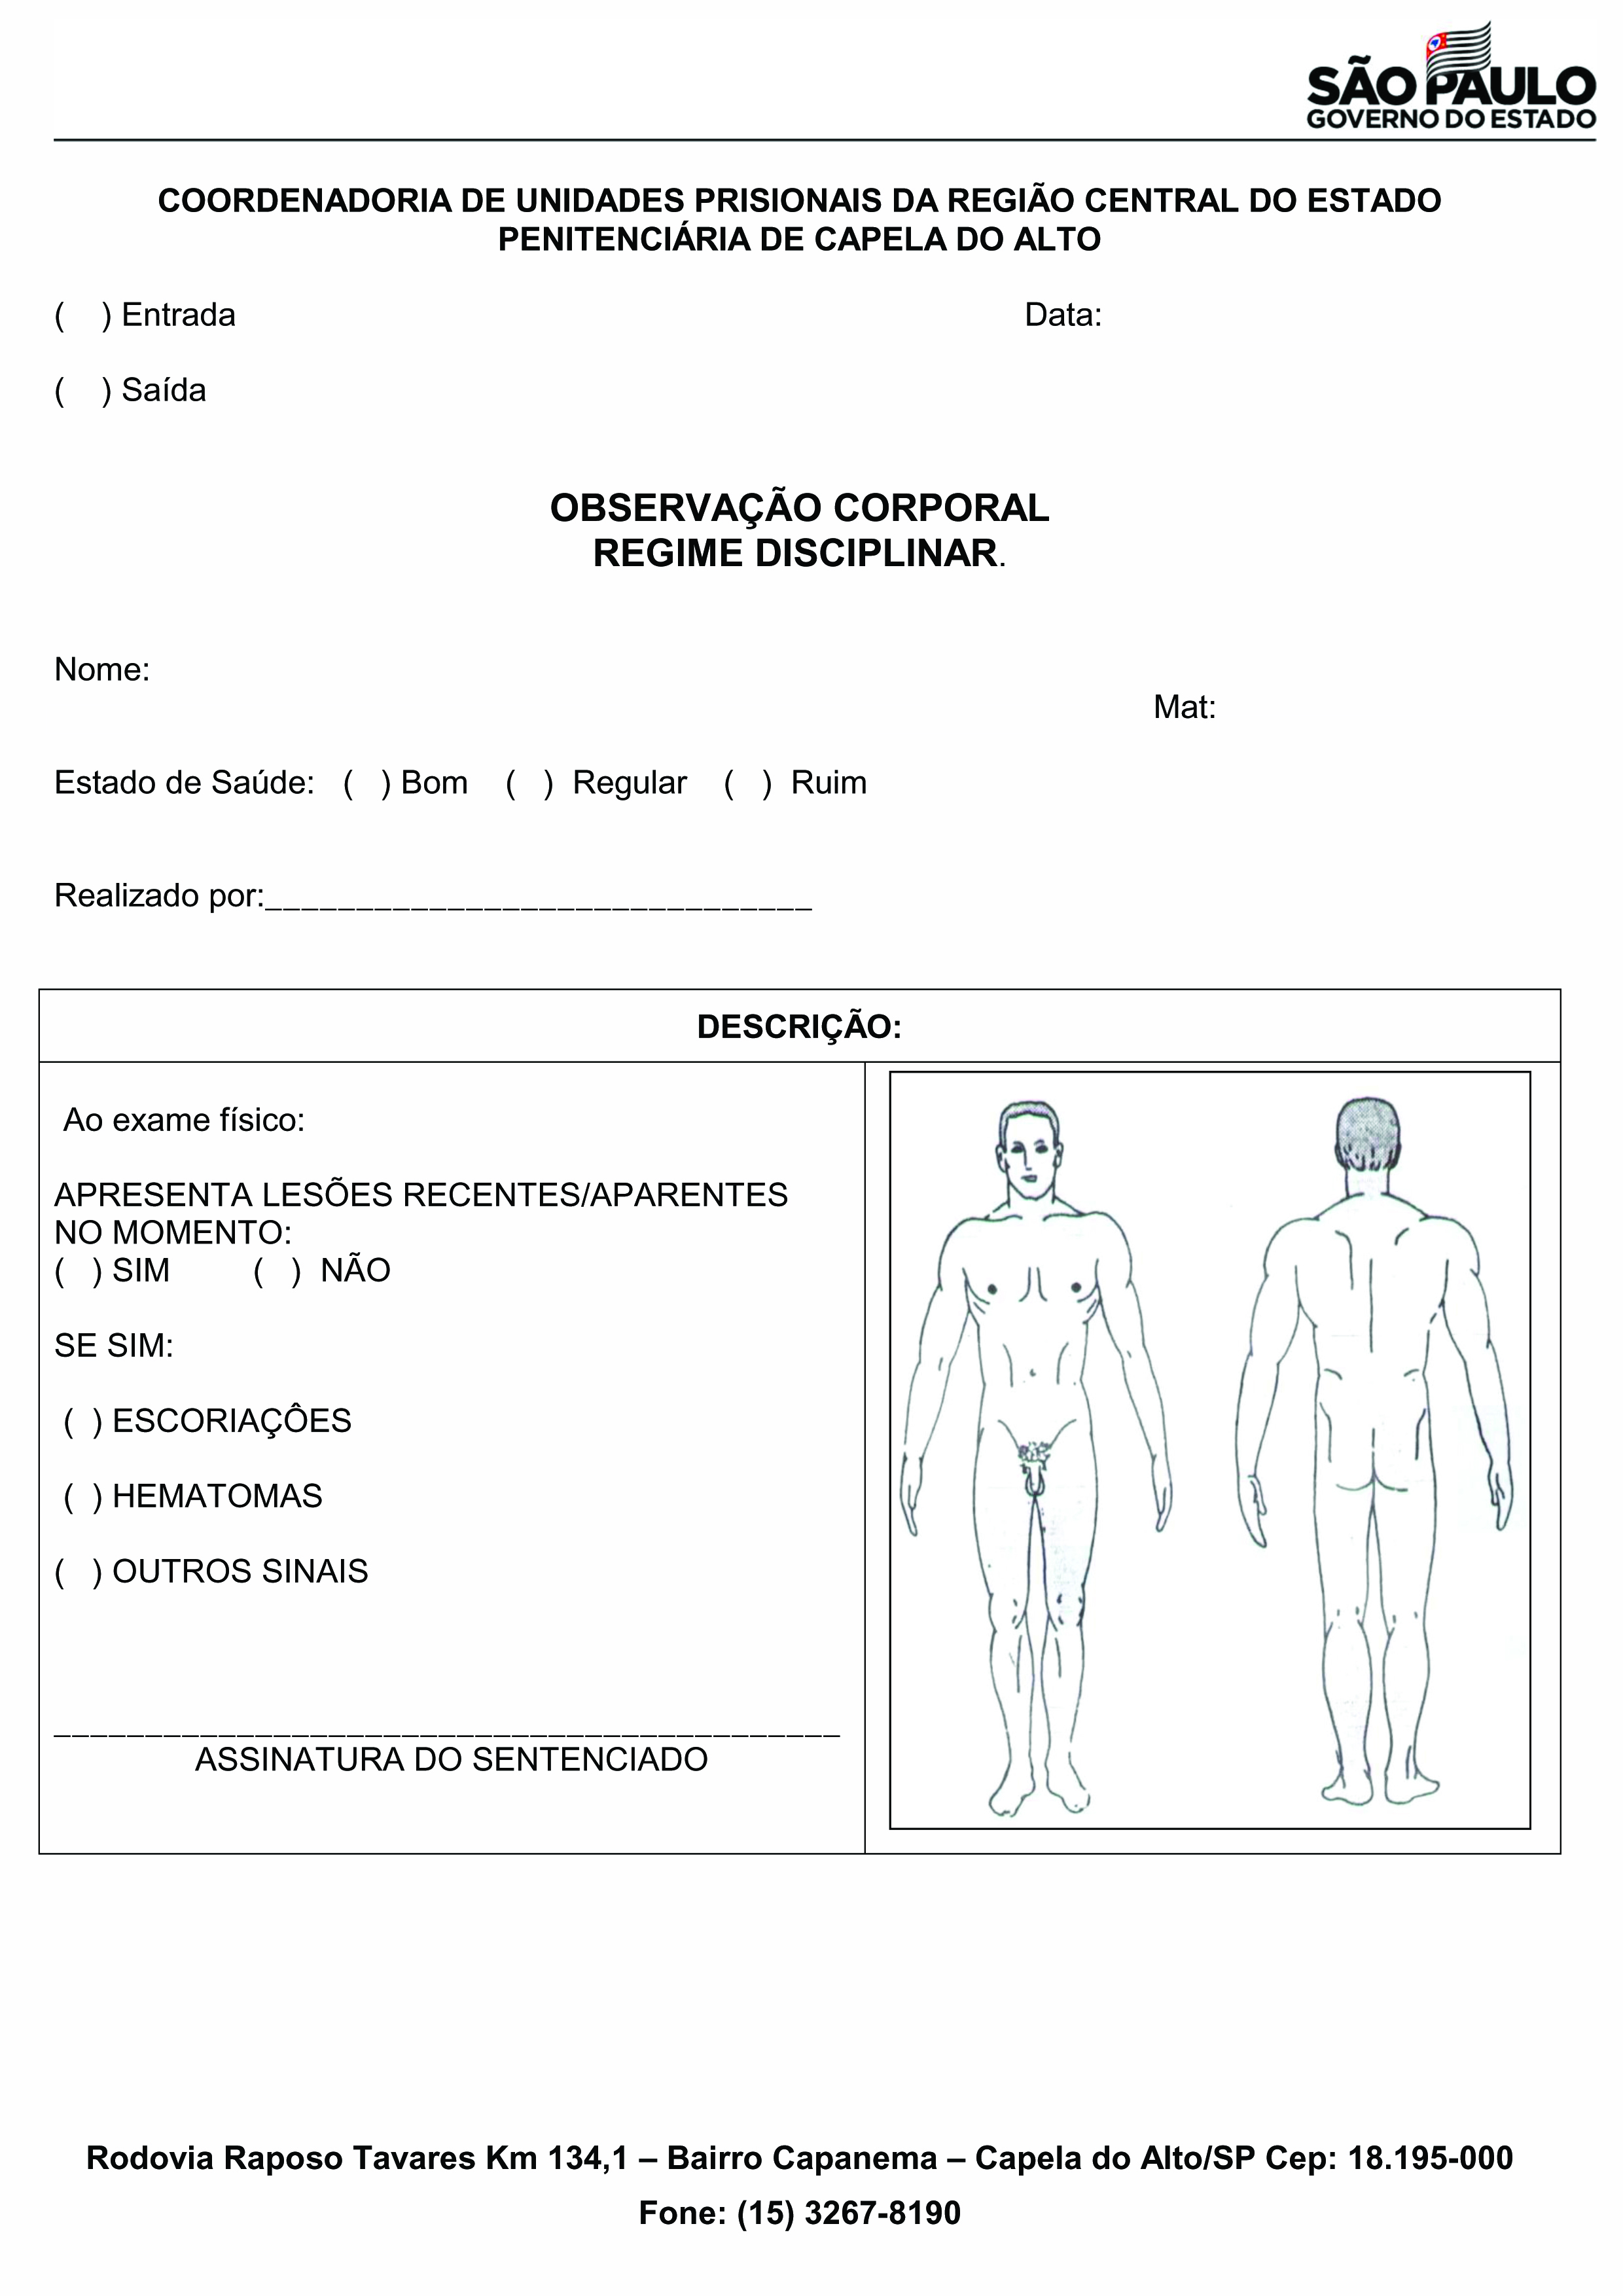 SÃO PAULO
GOVERNO DO ESTADO
COORDENADORIA DE UNIDADES PRISIONAIS DA REGIÃO CENTRAL DO ESTADO
PENITENCIÁRIA DE CAPELA DO ALTO
(   ) Entrada Data:
(   ) Saída
OBSERVAÇÃO CORPORAL
REGIME DISCIPLINAR.
Nome:
Mat:
Estado de Saúde: (   ) Bom (   ) Regular (   ) Ruim
Realizado por:______________________________
DESCRIÇÃO:
Ao exame físico:
APRESENTA LESÕES RECENTES/APARENTES
NO MOMENTO:
(   ) SIM (   ) NÃO
SE SIM:
(  ) ESCORIAÇÔES
(  ) HEMATOMAS
(   ) OUTROS SINAIS
___________________________________________
ASSINATURA DO SENTENCIADO
Rodovia Raposo Tavares Km 134,1 – Bairro Capanema – Capela do Alto/SP Cep: 18.195-000
Fone: (15) 3267-8190